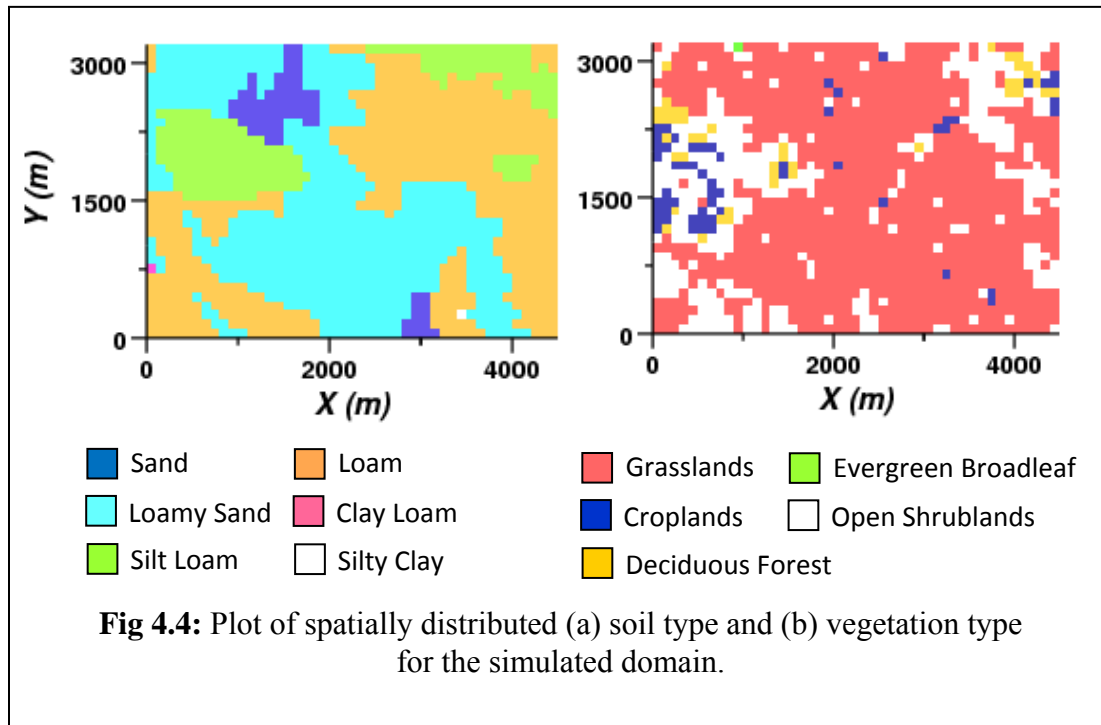 3000
1500
0
Y (m)
0 2000 4000
X (m)
3000
1500
0
0 2000 4000
X (m)
Sand
Loam
Loamy Sand
Clay Loam
Silt Loam
Silty Clay
Grasslands
Evergreen Broadleaf
Croplands
Open Shrublands
Deciduous Forest
Fig 4.4: Plot of spatially distributed (a) soil type and (b) vegetation type
for the simulated domain.